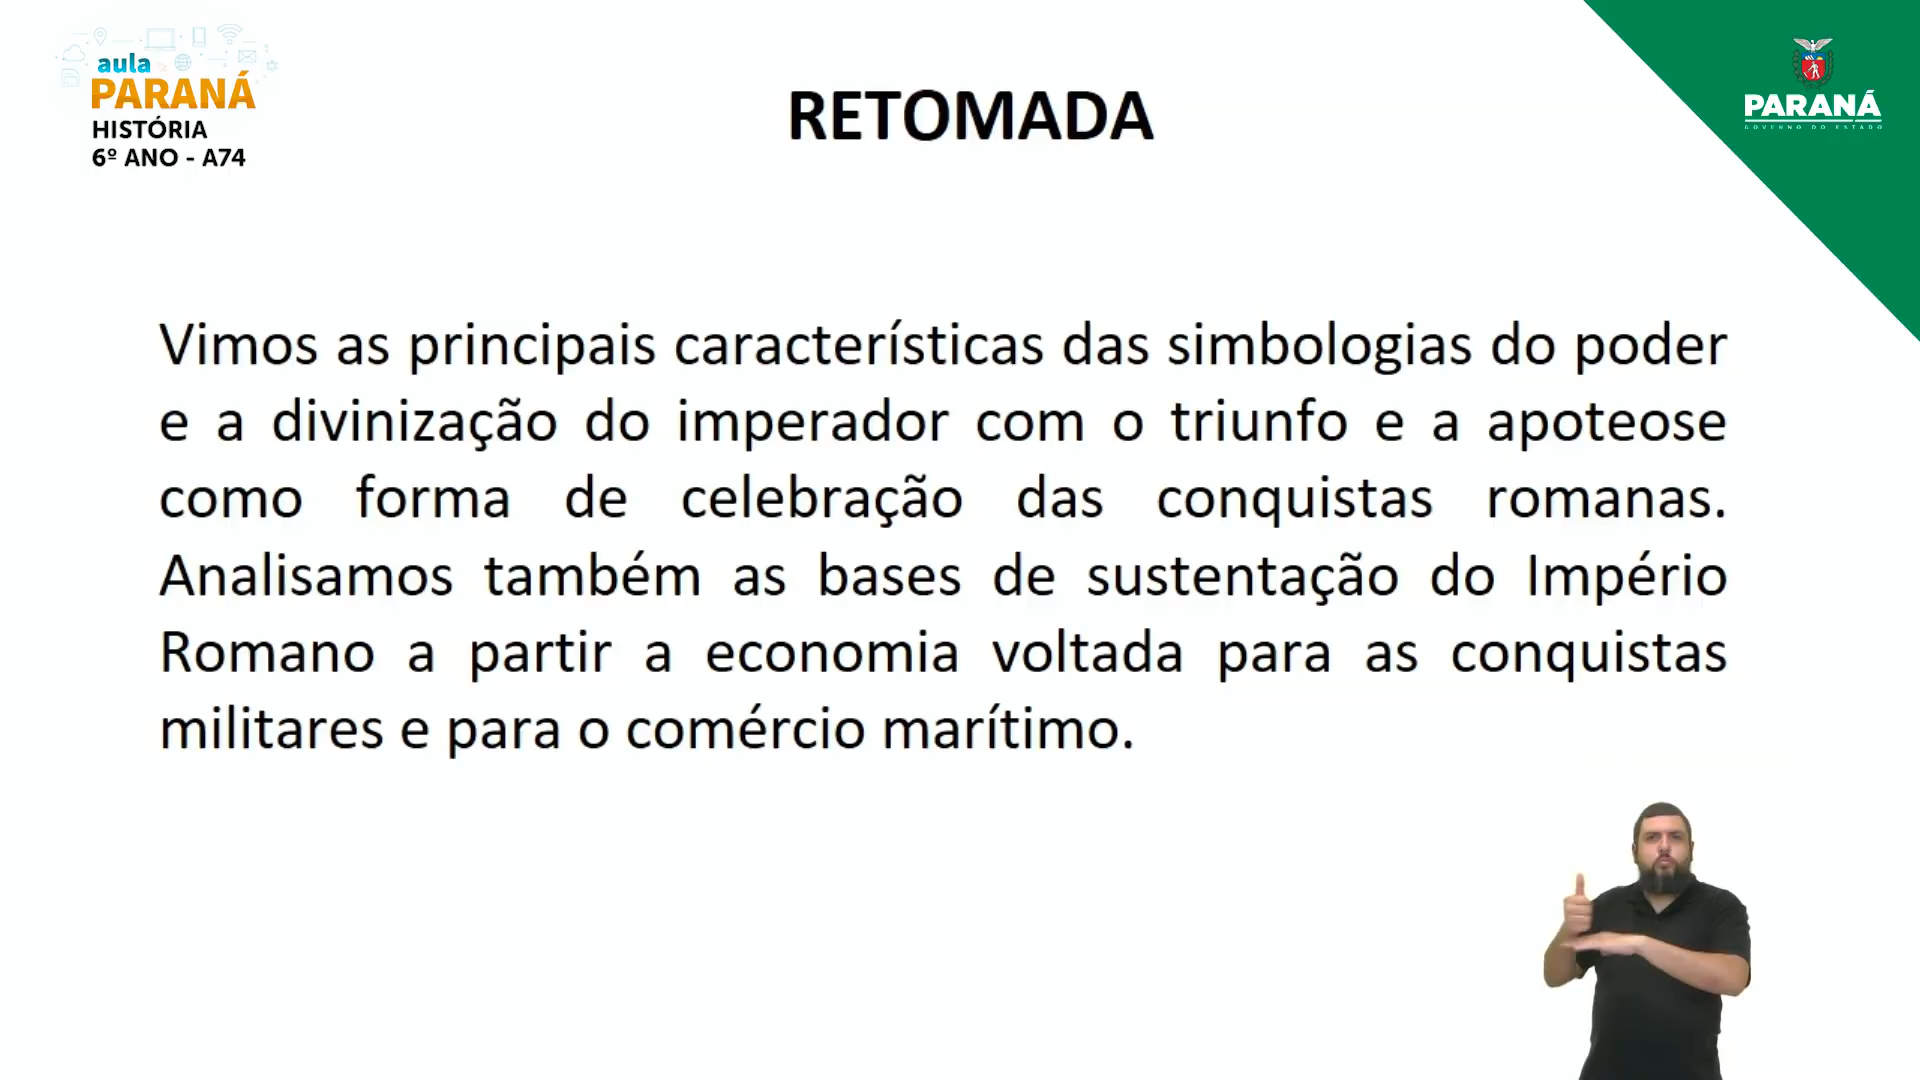 aula
PARANÁ
HISTÓRIA
6º ANO - A74
RETOMADA
PARANÁ
GOVERNO DO ESTADO
Vimos as principais características das simbologias do poder
e a divinização do imperador com o triunfo e a apoteose
como forma de celebração das conquistas romanas.
Analisamos também as bases de sustentação do Império
Romano a partir a economia voltada para as conquistas
militares e para o comércio marítimo.